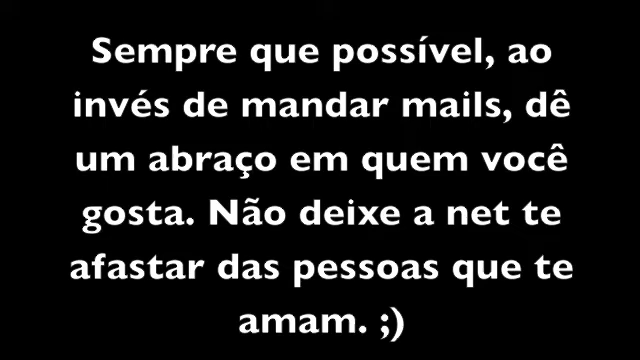 Sempre que possível, ao
invés de mandar mails, dê
um abraço em quem você
gosta. Não deixe a net te
afastar das pessoas que te
amam. ;)